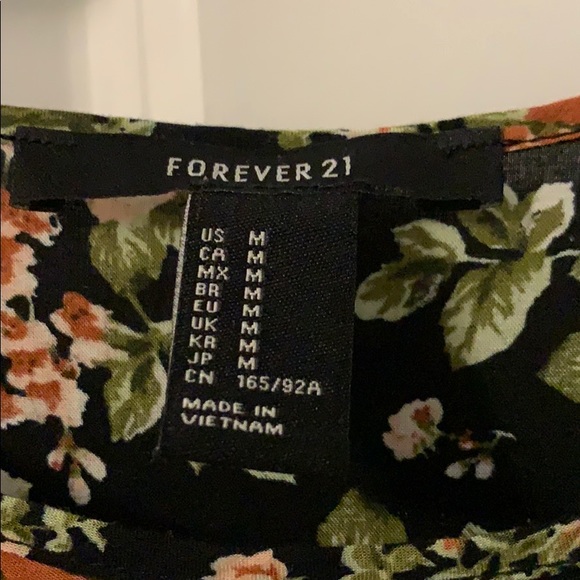 FOREVER 21
US M
CA M
MX M
BR M
EU M
UK M
KR M
JP M
CN 165/92A
MADE IN
VIETNAM